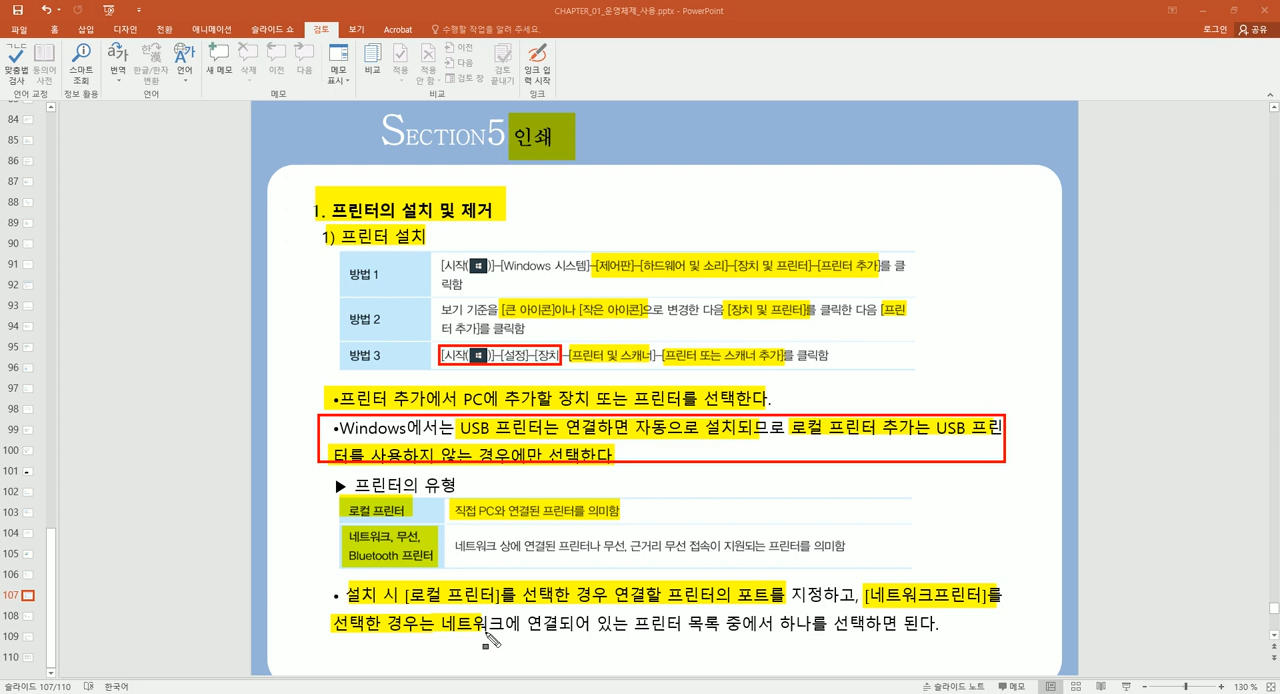 CHAPTER_01_운영체제_사용.pptx - PowerPoint
파일 홈 삽입 디자인 전환 애니메이션 슬라이드 쇼 검토 보기 Acrobat 수행할 작업을 알려 주세요. 로그인 공유
맞춤법 검사
동의어 사전
스마트 조회
번역
한글/한자 변환
언어
새 메모
삭제
이전
다음
메모 표시
비교
적용
적용 안 함
이전
다음
검토 창
검토 끝내기
잉크 입력 시작
언어 교정 정보 활용 언어 메모 비교 잉크
84
85
86
87
88
89
90
91
92
93
94
95
96
97
98
99
100
101
102
103
104
105
106
107
108
109
110
SECTION5 인쇄
1. 프린터의 설치 및 제거
1) 프린터 설치
방법 1 [시작( )]-[Windows 시스템]-[제어판]-[하드웨어 및 소리]-[장치 및 프린터]-[프린터 추가]를 클
릭함
방법 2 보기 기준을 [큰 아이콘]이나 [작은 아이콘]으로 변경한 다음 [장치 및 프린터]를 클릭한 다음 [프린
터 추가]를 클릭함
방법 3 [시작( )]-[설정]-[장치]-[프린터 및 스캐너]-[프린터 또는 스캐너 추가]를 클릭함
•프린터 추가에서 PC에 추가할 장치 또는 프린터를 선택한다.
•Windows에서는 USB 프린터는 연결하면 자동으로 설치되므로 로컬 프린터 추가는 USB 프린
터를 사용하지 않는 경우에만 선택한다
▶ 프린터의 유형
로컬 프린터 직접 PC와 연결된 프린터를 의미함
네트워크, 무선,
Bluetooth 프린터 네트워크 상에 연결된 프린터나 무선, 근거리 무선 접속이 지원되는 프린터를 의미함
• 설치 시 [로컬 프린터]를 선택한 경우 연결할 프린터의 포트를 지정하고, [네트워크프린터]를
선택한 경우는 네트워크에 연결되어 있는 프린터 목록 중에서 하나를 선택하면 된다.
슬라이드 107/110 한국어 슬라이드 노트 메모 130 %